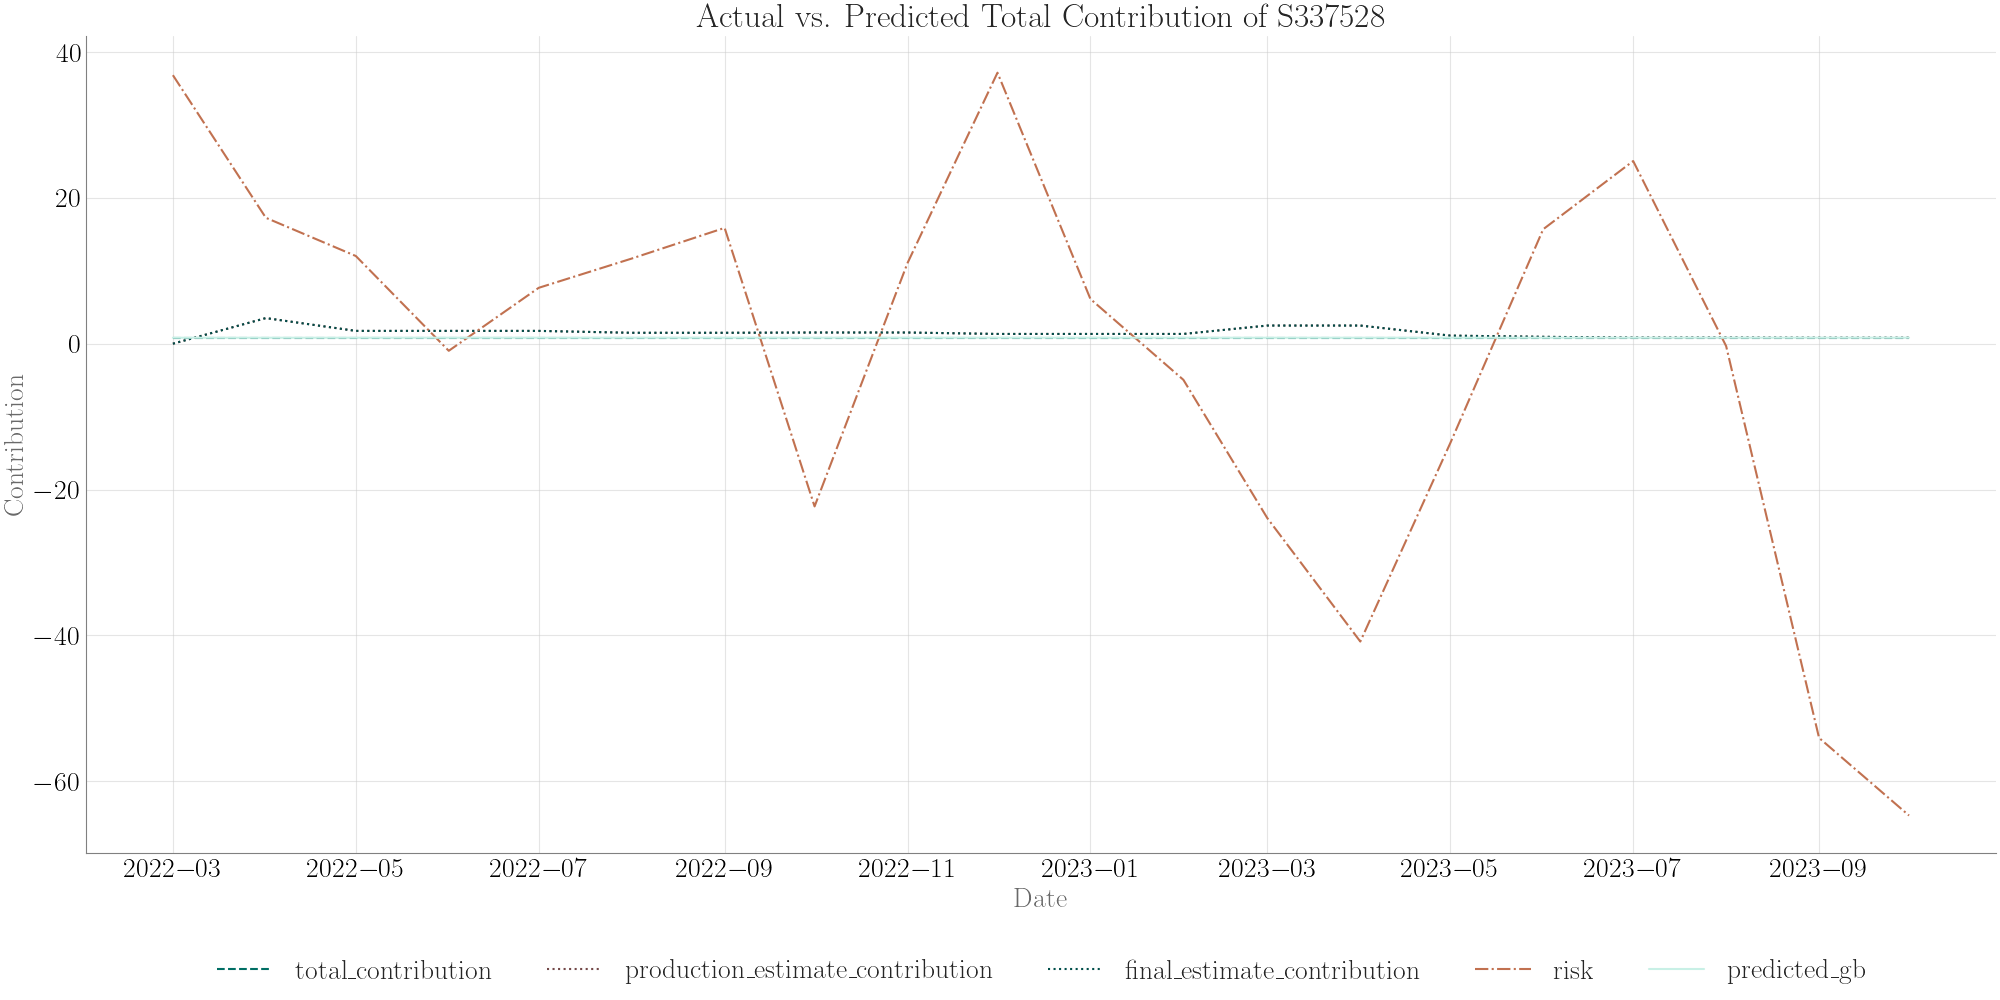 Actual vs. Predicted Total Contribution of S337528
40
20
0
−20
−40
−60
Contribution
2022−03 2022−05 2022−07 2022−09 2022−11 2023−01 2023−03 2023−05 2023−07 2023−09
Date
total_contribution production_estimate_contribution final_estimate_contribution risk predicted_gb